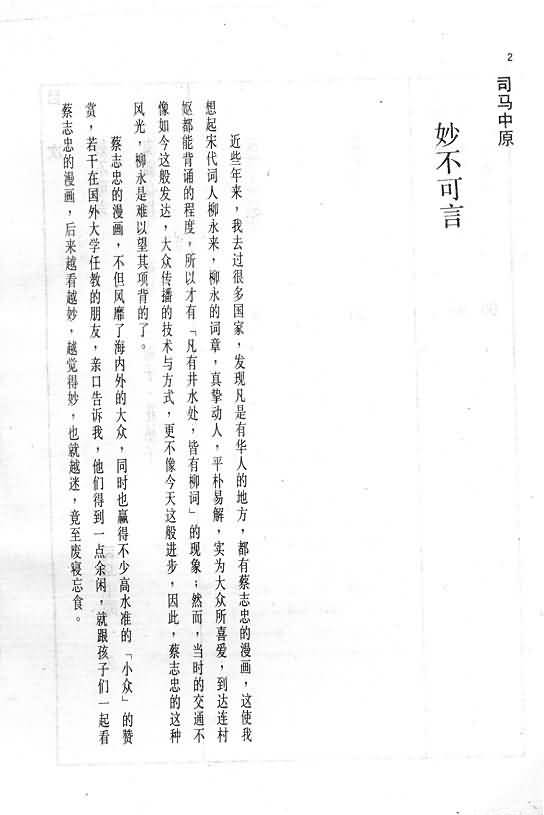 2
司马中原
妙不可言
近些年来，我去过很多国家，发现凡是有华人的地方，都有蔡志忠的漫画，这使我
想起宋代词人柳永来，柳永的词章，真挚动人，平朴易解，实为大众所喜爱，到达连村
妪都能背诵的程度，所以才有「凡有井水处，皆有柳词」的现象；然而，当时的交通不
像如今这般发达，大众传播的技术与方式，更不像今天这般进步，因此，蔡志忠的这种
风光，柳永是难以望其项背的了。
蔡志忠的漫画，不但风靡了海内外的大众，同时也赢得不少高水准的「小众」的赞
赏，若干在国外大学任教的朋友，亲口告诉我，他们得到一点余闲，就跟孩子们一起看
蔡志忠的漫画，后来越看越妙，越觉得妙，也就越迷，竟至废寝忘食。